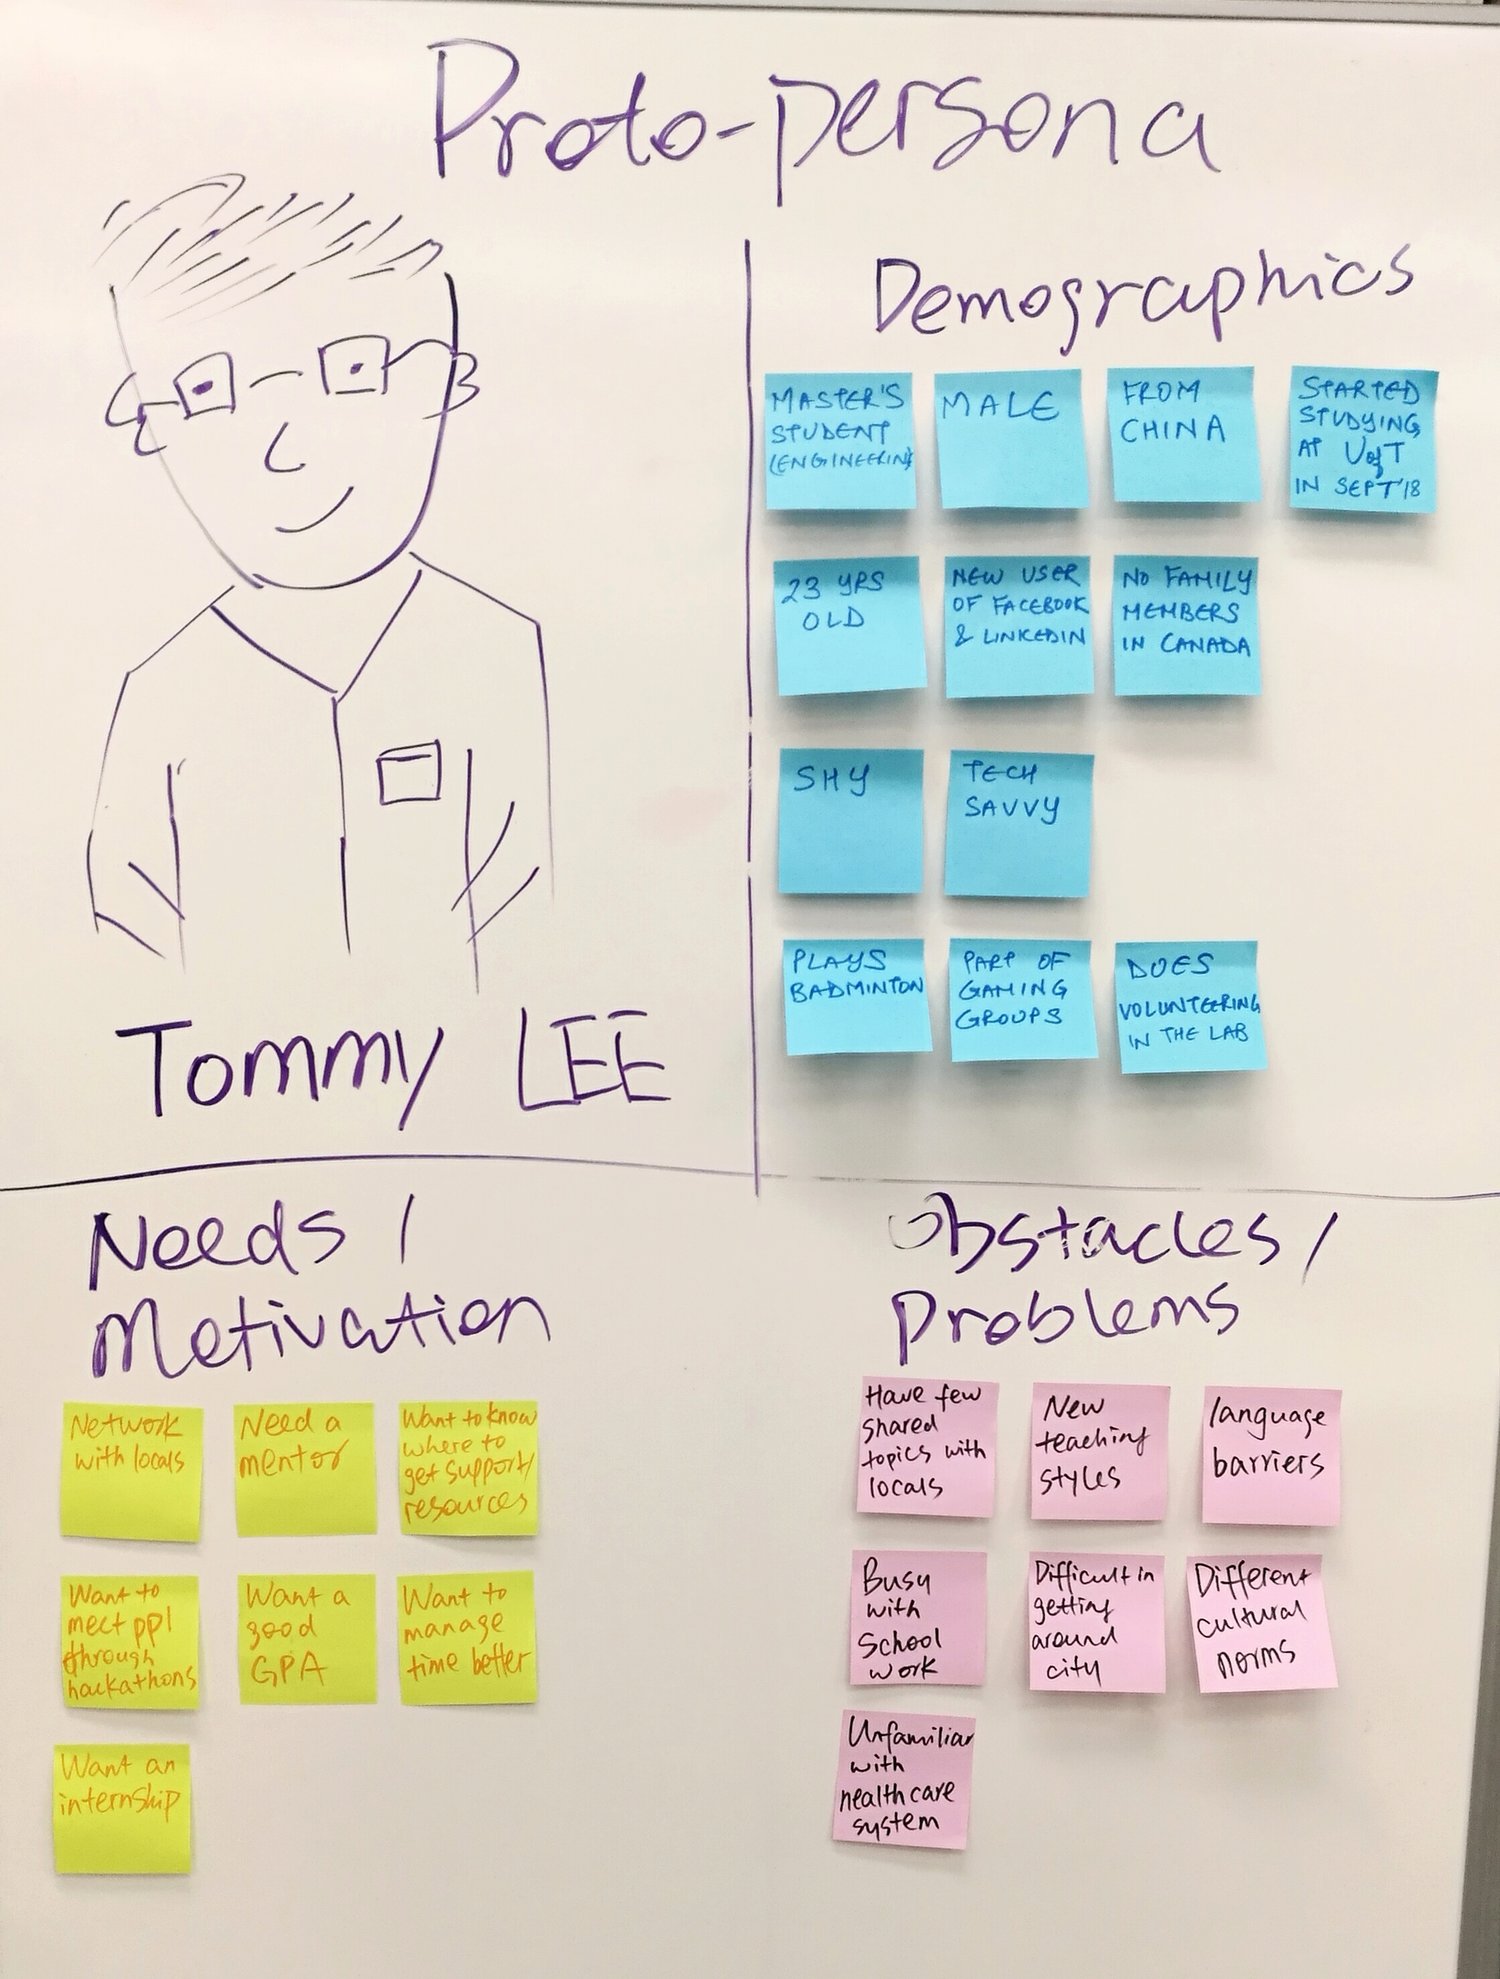 Proto-persona
Tommy LEE
Demographics
MASTER'S
STUDENT
(ENGINEERING
MALE
FROM
CHINA
STARTED
STUDYING
AT UofT
IN SEPT'18
23 YRS
OLD
NEW USER
OF FACEBOOK
& LINKEDIN
NO FAMILY
MEMBERS
IN CANADA
SHY
TECH
SAVVY
PLAYS
BADMINTON
PART OF
GAMING
GROUPS
DOES
VOLUNTEERING
IN THE LAB
Needs /
Motivation
Network
with locals
Need a
mentor
Want to know
where to
get support/
resources
Want to
meet ppl
through
hackathons
Want a
good
GPA
Want to
manage
time better
Want an
internship
Obstacles /
Problems
Have few
shared
topics with
locals
New
teaching
styles
language
barriers
Busy
with
school
work
Difficult in
getting
around
city
Different
cultural
norms
Unfamiliar
with
healthcare
system